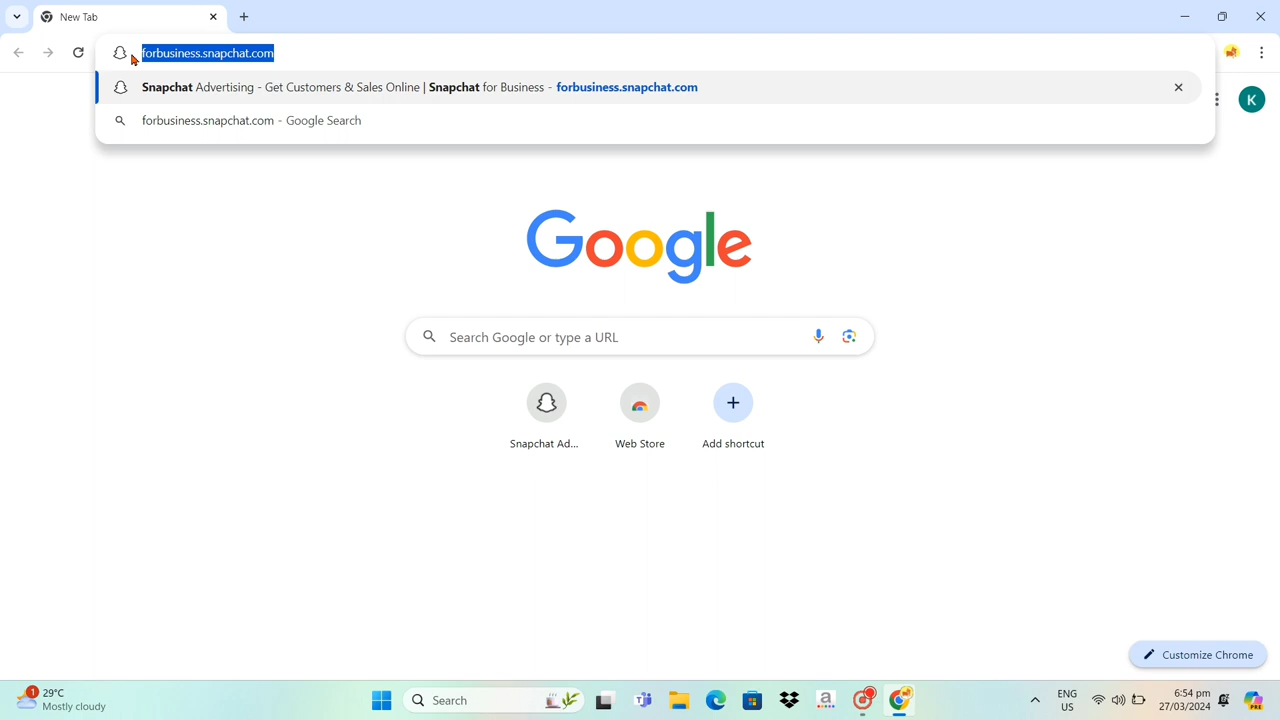 New Tab
forbusiness.snapchat.com
Snapchat Advertising - Get Customers & Sales Online | Snapchat for Business - forbusiness.snapchat.com
forbusiness.snapchat.com - Google Search
K
Google
Search Google or type a URL
Snapchat Ad...
Web Store
Add shortcut
Customize Chrome
1
29°C
Mostly cloudy
Search
a
ENG
US
6:54 pm
27/03/2024
PRE